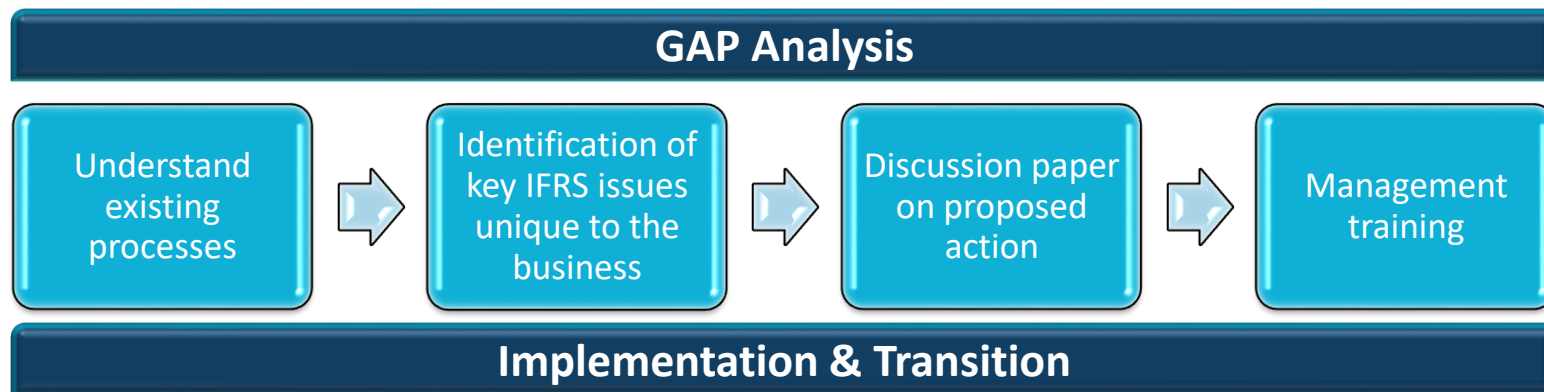 GAP Analysis
Understand
existing
processes
Identification of
key IFRS issues
unique to the
business
Discussion paper
on proposed
action
Management
training
Implementation & Transition